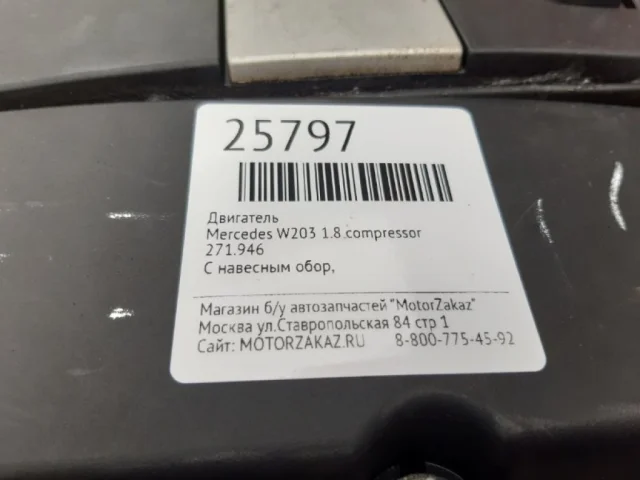 25797
Двигатель
Mercedes W203 1.8.compressor
271.946
С навесным обор,
Магазин б/у автозапчастей "MotorZakaz"
Москва ул.Ставропольская 84 стр 1
Сайт: MOTORZAKAZ.RU 8-800-775-45-92